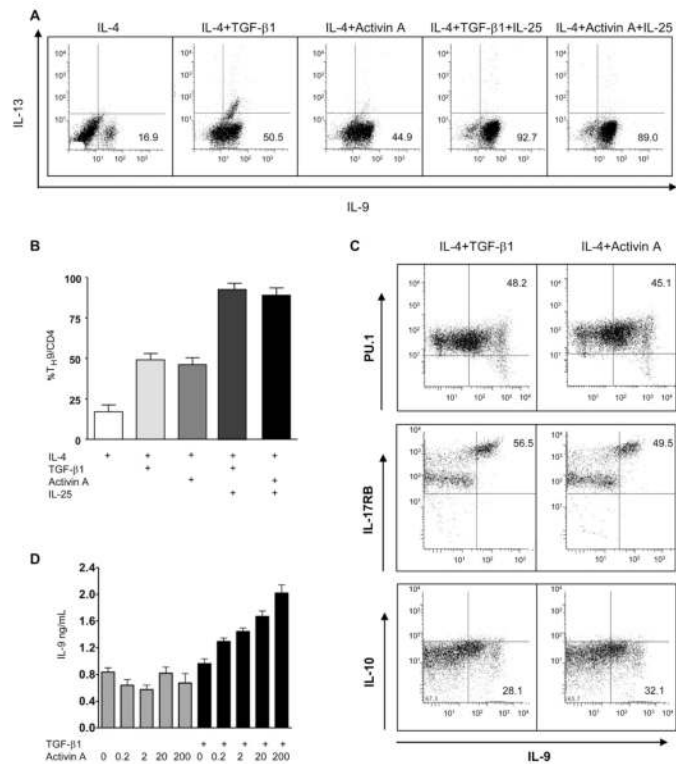 A
IL-4 IL-4+TGF-β1 IL-4+Activin A IL-4+TGF-β1+IL-25 IL-4+Activin A+IL-25
IL-13
16.9 50.5 44.9 92.7 89.0
IL-9
B
%TH9/CD4
100
75
50
25
0
IL-4 + + + + +
TGF-β1 + +
Activin A + +
IL-25 + +
C
IL-4+TGF-β1 IL-4+Activin A
PU.1
48.2 45.1
IL-17RB
56.5 49.5
IL-10
28.1 32.1
IL-9
D
IL-9 ng/mL
2.4
2.0
1.6
1.2
0.8
0.4
0.0
TGF-β1 + + + + +
Activin A 0 0.2 2 20 200 0 0.2 2 20 200